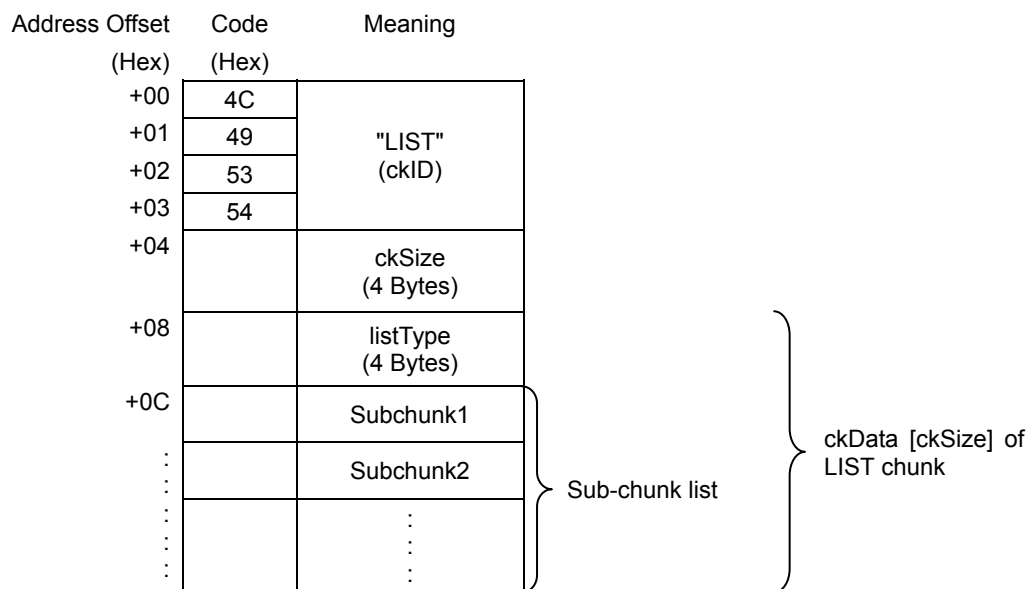 Address Offset Code Meaning
(Hex) (Hex)
+00 4C "LIST"
+01 49 (ckID)
+02 53
+03 54
+04 ckSize
(4 Bytes)
+08 listType
(4 Bytes)
+0C Subchunk1
Subchunk2
Sub-chunk list
ckData [ckSize] of
LIST chunk